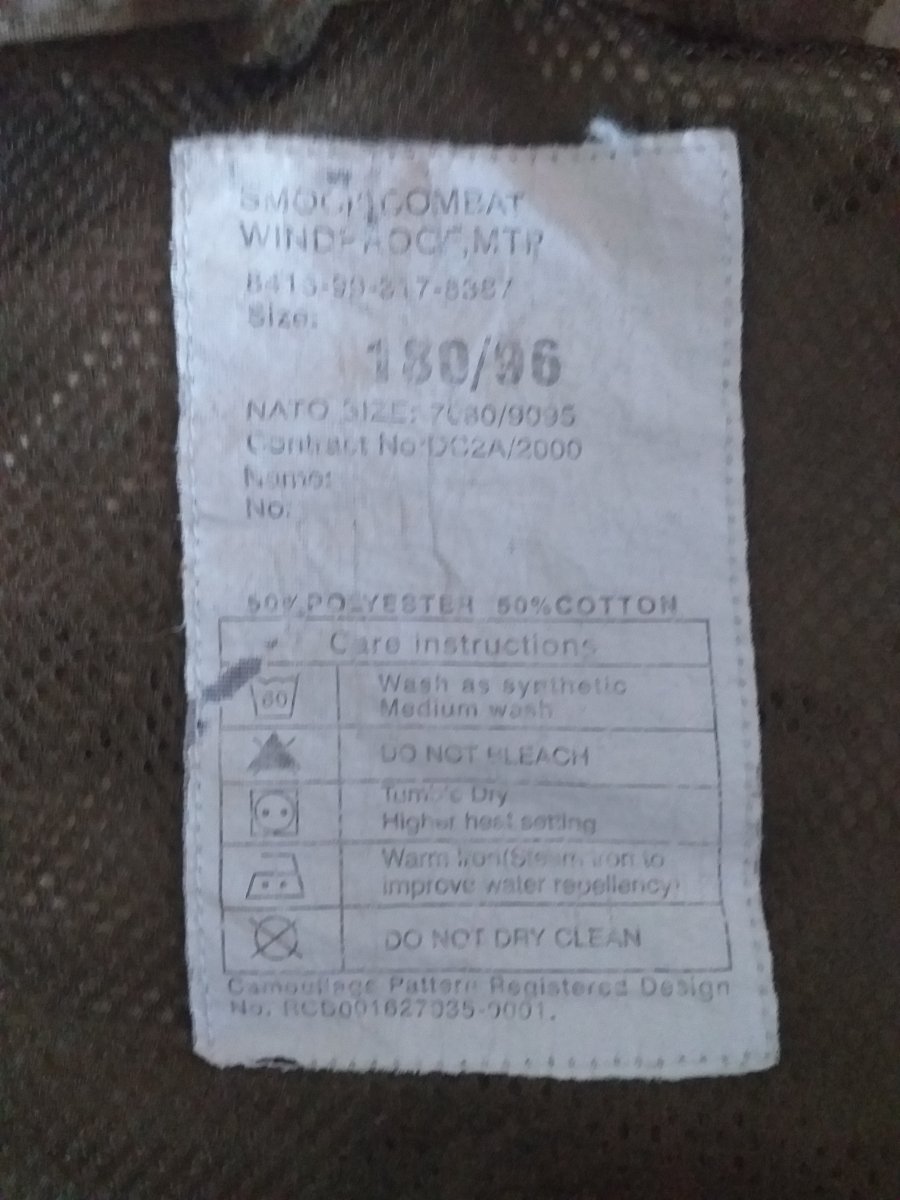 SMOCK,COMBAT
WINDPROOF,MTP
8415-99-317-8387
Size:
180/96
NATO SIZE: 7080/9095
Contract No:DC2A/2000
Name:
No:
50%POLYESTER 50%COTTON
Care instructions
60
Wash as synthetic
Medium wash
DO NOT BLEACH
Tumble Dry
Higher heat setting
Warm Iron(Steam iron to
improve water repellency)
DO NOT DRY CLEAN
Camouflage Pattern Registered Design
No. RCD001627035-0001.